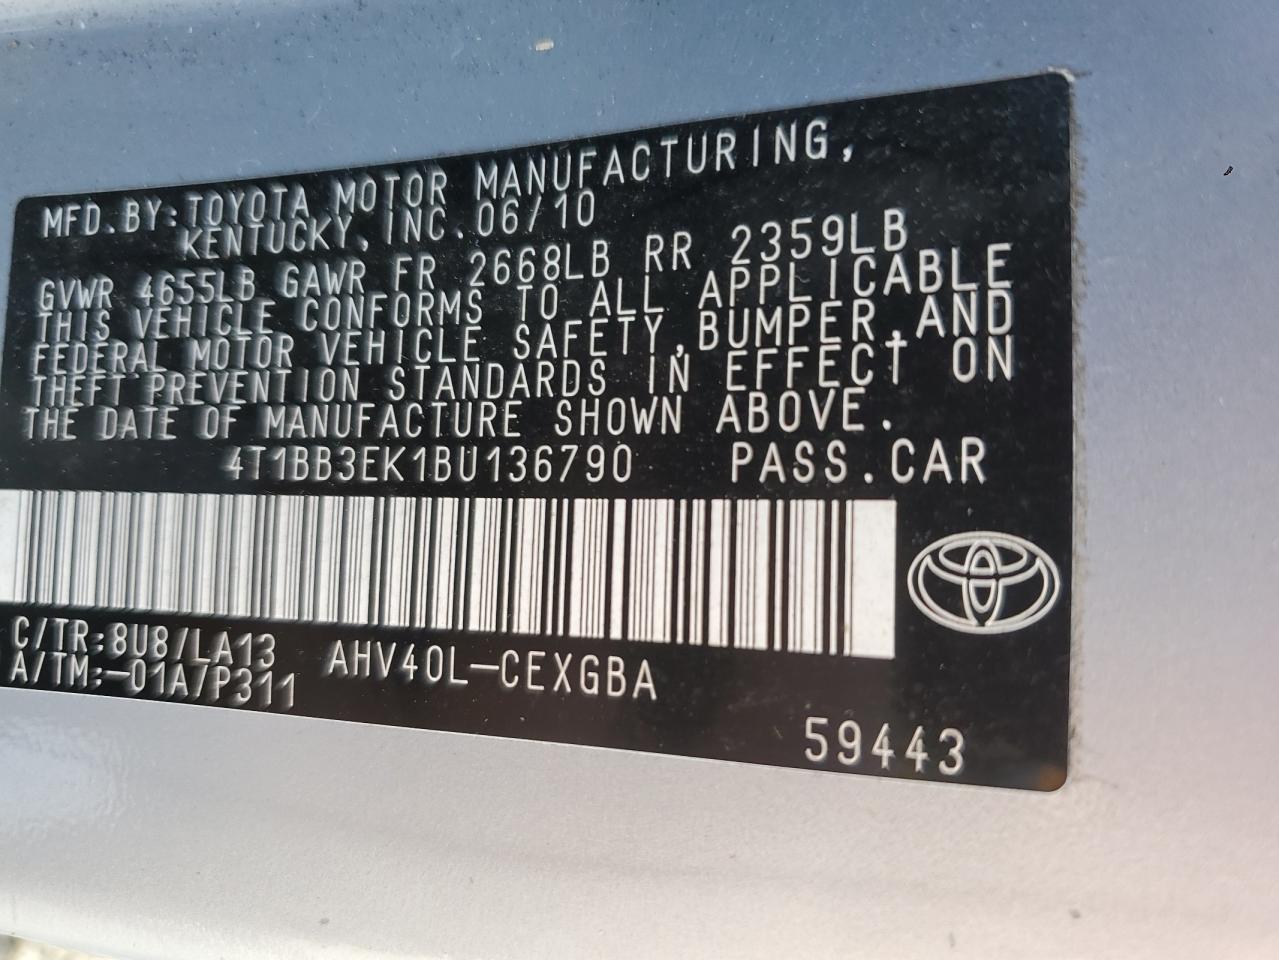 MFD.BY:TOYOTA MOTOR MANUFACTURING,
KENTUCKY, INC. 06/10
GVWR 4655LB GAWR FR 2668LB RR 2359LB
THIS VEHICLE CONFORMS TO ALL APPLICABLE
FEDERAL MOTOR VEHICLE SAFETY,BUMPER,AND
THEFT PREVENTION STANDARDS IN EFFECT ON
THE DATE OF MANUFACTURE SHOWN ABOVE.
4T1BB3EK1BU136790 PASS.CAR
C/TR:8U8/LA13 AHV40L-CEXGBA
A/TM:-01A/P311
59443